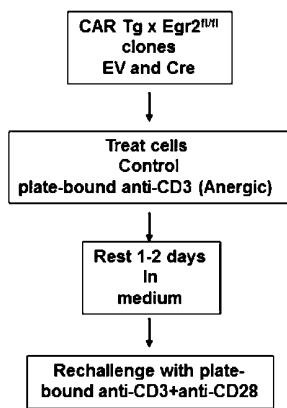 CAR Tg x Egr2fl/fl
clones
EV and Cre
Treat cells
Control
plate-bound anti-CD3 (Anergic)
Rest 1-2 days
In
medium
Rechallenge with plate-
bound anti-CD3+anti-CD28